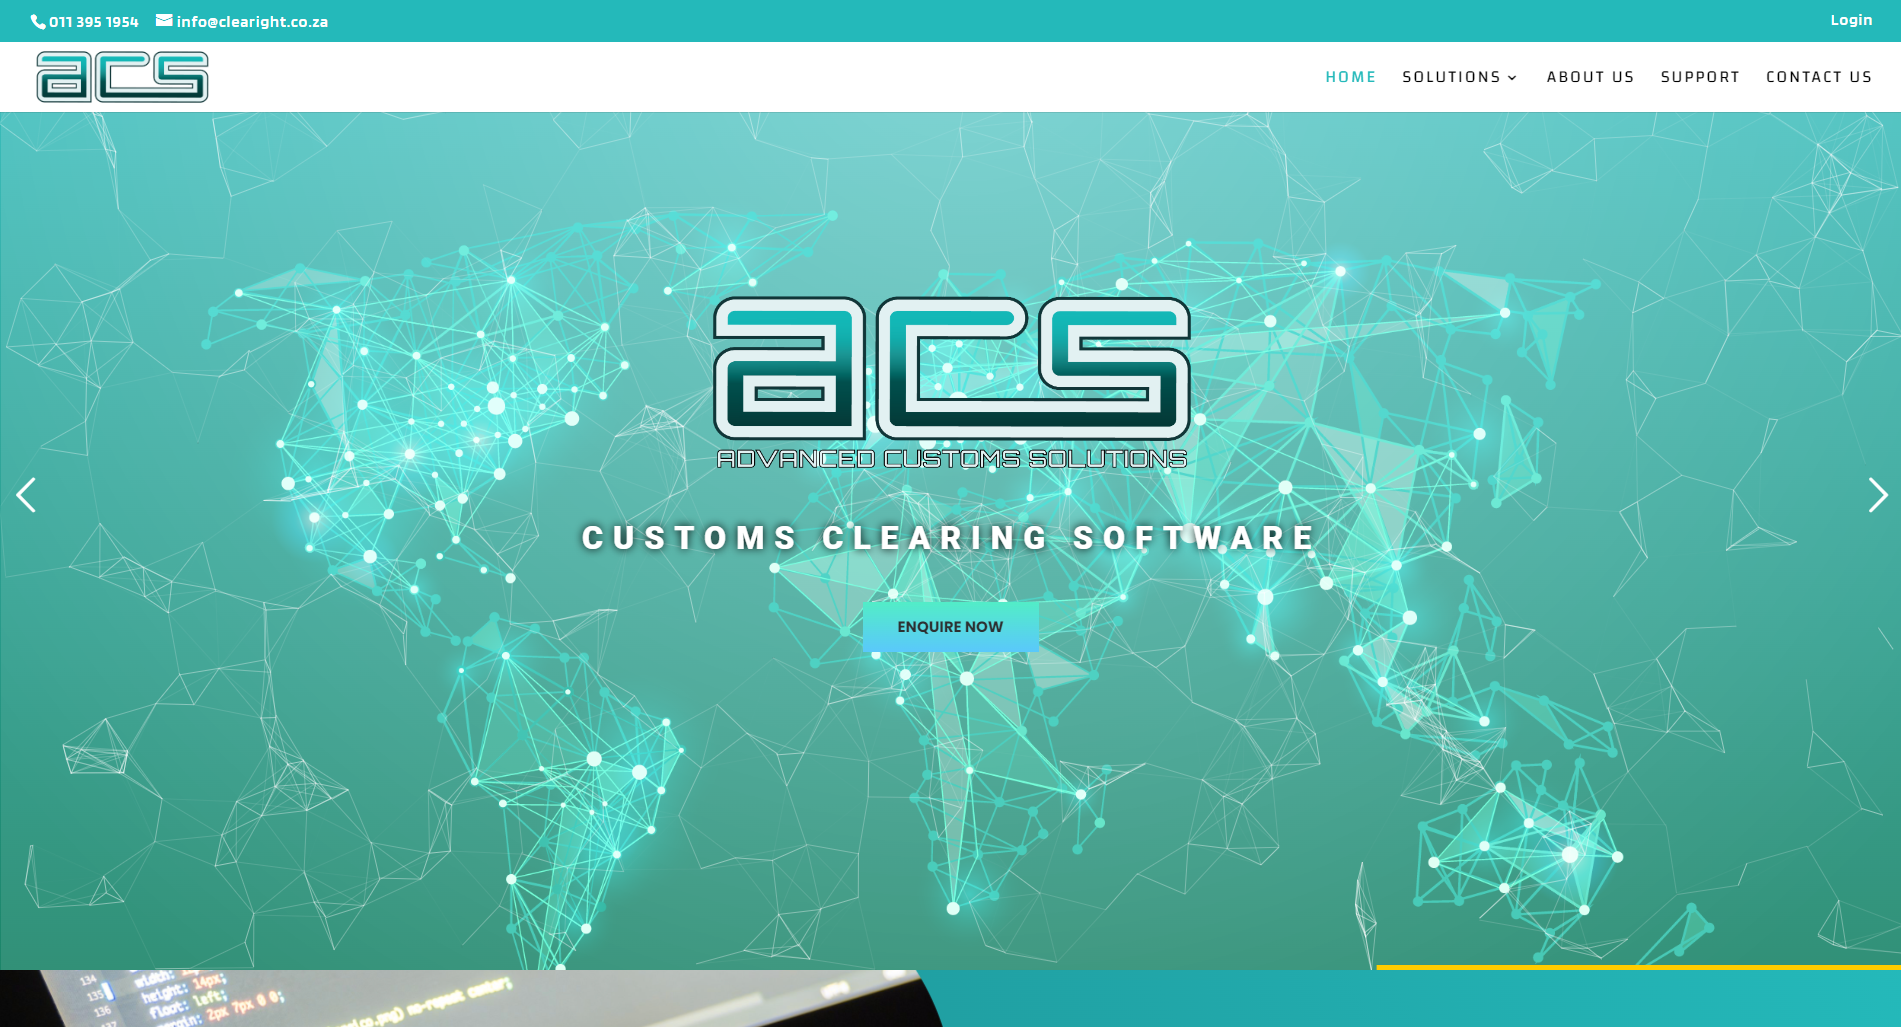 011 395 1954 info@clearight.co.za
Login
acs
HOME SOLUTIONS ABOUT US SUPPORT CONTACT US
acs
ADVANCED CUSTOMS SOLUTIONS
CUSTOMS CLEARING SOFTWARE
ENQUIRE NOW
134 width:
135 height: 14px;
136 float: left;
margin: 2px 7px 0 0;
no-repeat center;